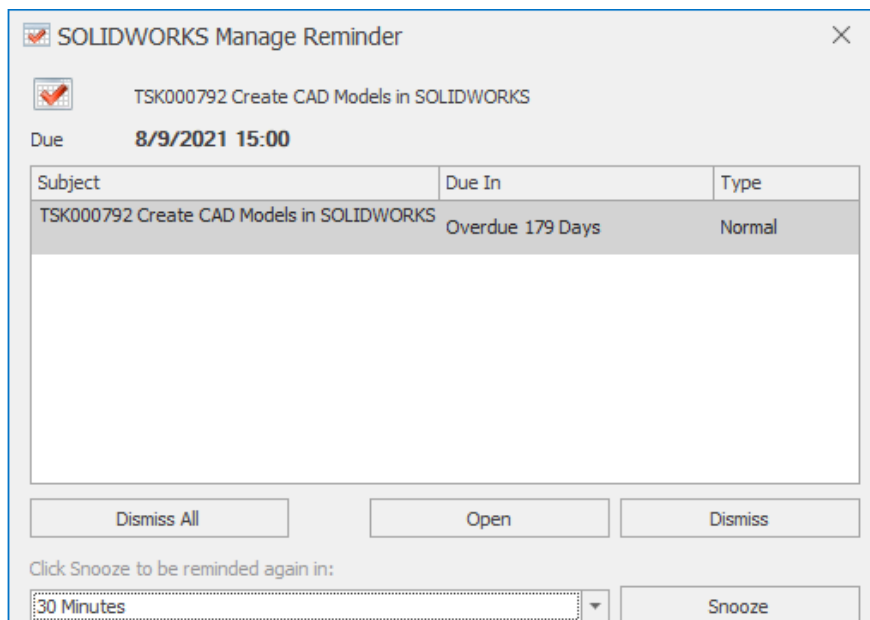 SOLIDWORKS Manage Reminder
TSK000792 Create CAD Models in SOLIDWORKS
Due 8/9/2021 15:00
Subject Due In Type
TSK000792 Create CAD Models in SOLIDWORKS Overdue 179 Days Normal
Dismiss All Open Dismiss
Click Snooze to be reminded again in:
30 Minutes Snooze